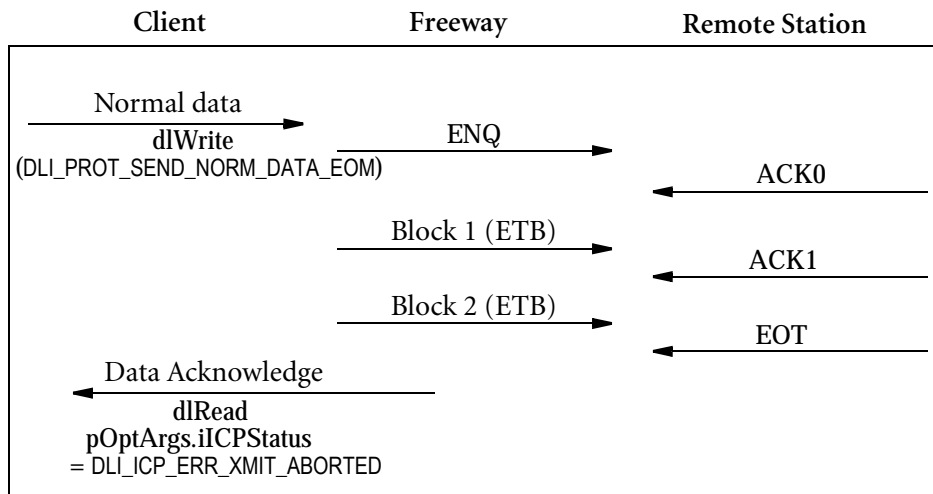 Client Freeway Remote Station
Normal data
dlWrite
(DLI_PROT_SEND_NORM_DATA_EOM)
ENQ
ACK0
Block 1 (ETB)
ACK1
Block 2 (ETB)
EOT
Data Acknowledge
dlRead
pOptArgs.iICPStatus
= DLI_ICP_ERR_XMIT_ABORTED